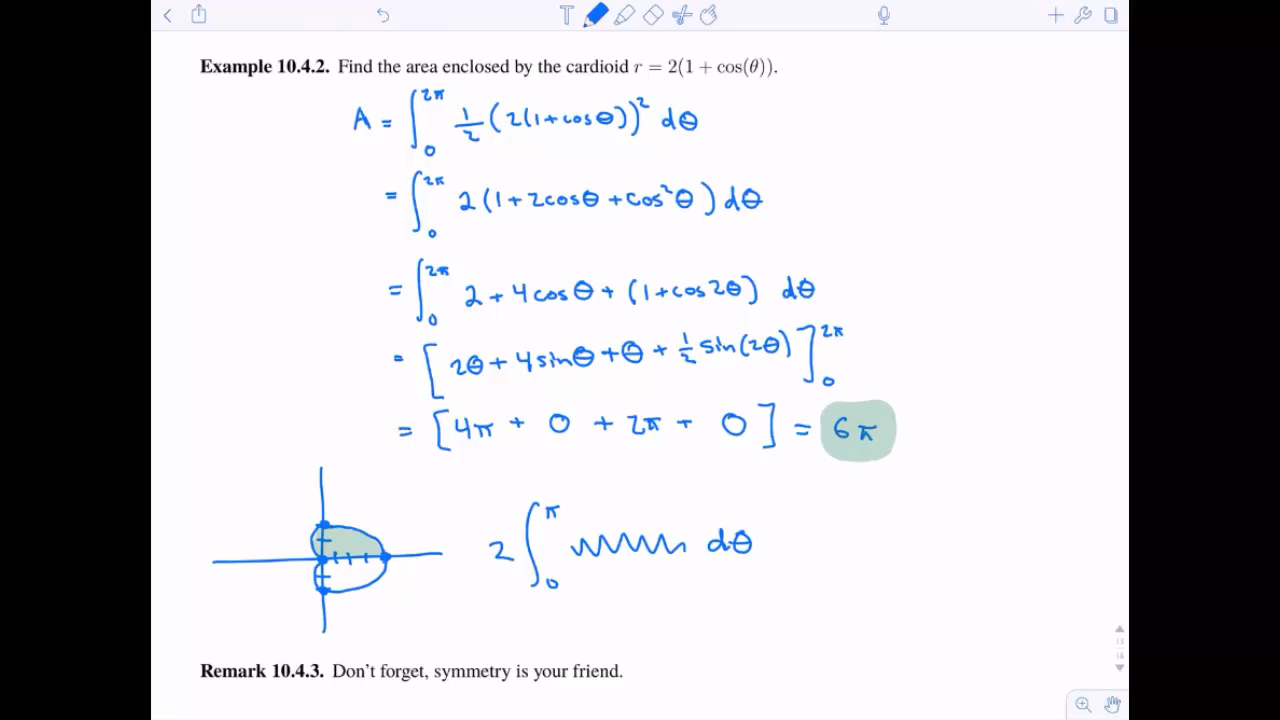 Example 10.4.2. Find the area enclosed by the cardioid r = 2(1 + cos(θ)).
A = ∫₀^2π 1/2 (2(1+cosθ))² dθ
= ∫₀^2π 2(1+2cosθ+cos²θ) dθ
= ∫₀^2π 2+4cosθ+(1+cos2θ) dθ
= [2θ+4sinθ+θ+1/2 sin(2θ)]₀^2π
= [4π + 0 + 2π + 0] = 6π
2 ∫₀^π dθ
Remark 10.4.3. Don't forget, symmetry is your friend.